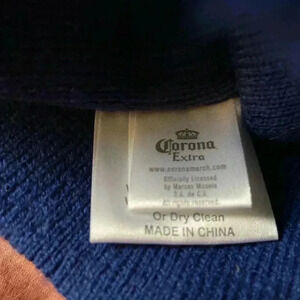 Corona
Extra
www.coronamerch.com
Officially Licensed
by Marcas Modelo
S.A. de C.V.
All rights reserved
Or Dry Clean
MADE IN CHINA